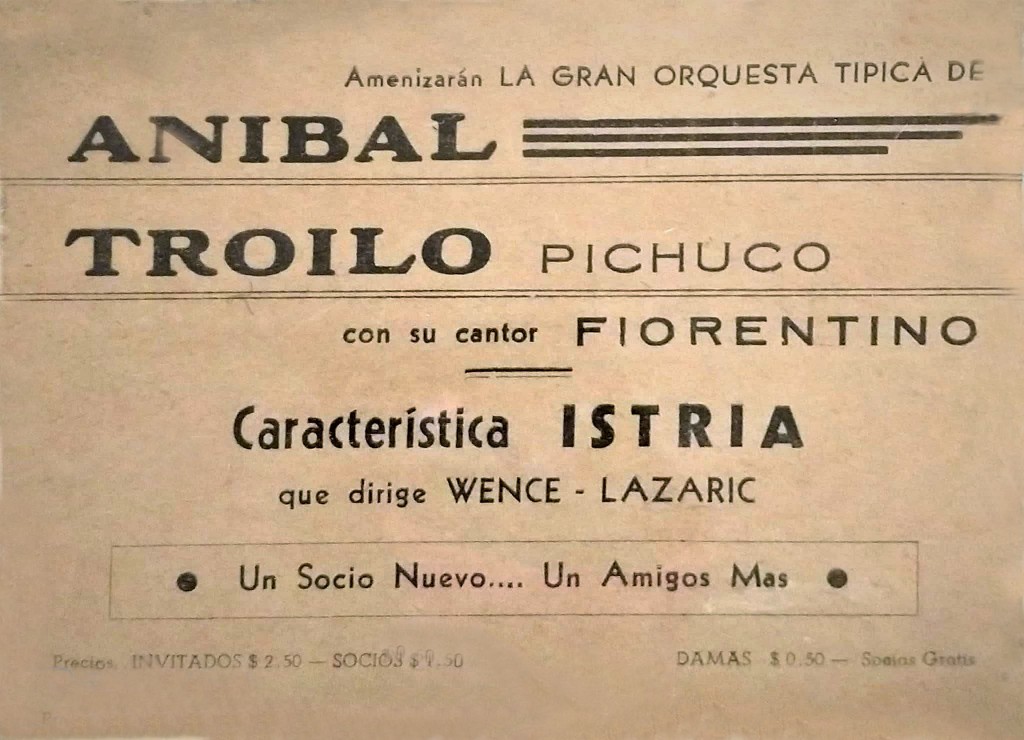 Amenizarán LA GRAN ORQUESTA TIPICA DE
ANIBAL
TROILO PICHUCO
con su cantor FIORENTINO
Característica ISTRIA
que dirige WENCE - LAZARIC
Un Socio Nuevo.... Un Amigos Mas
Precios, INVITADOS $ 2.50 — SOCIOS $
DAMAS $ 0.50 — Socias Gratis